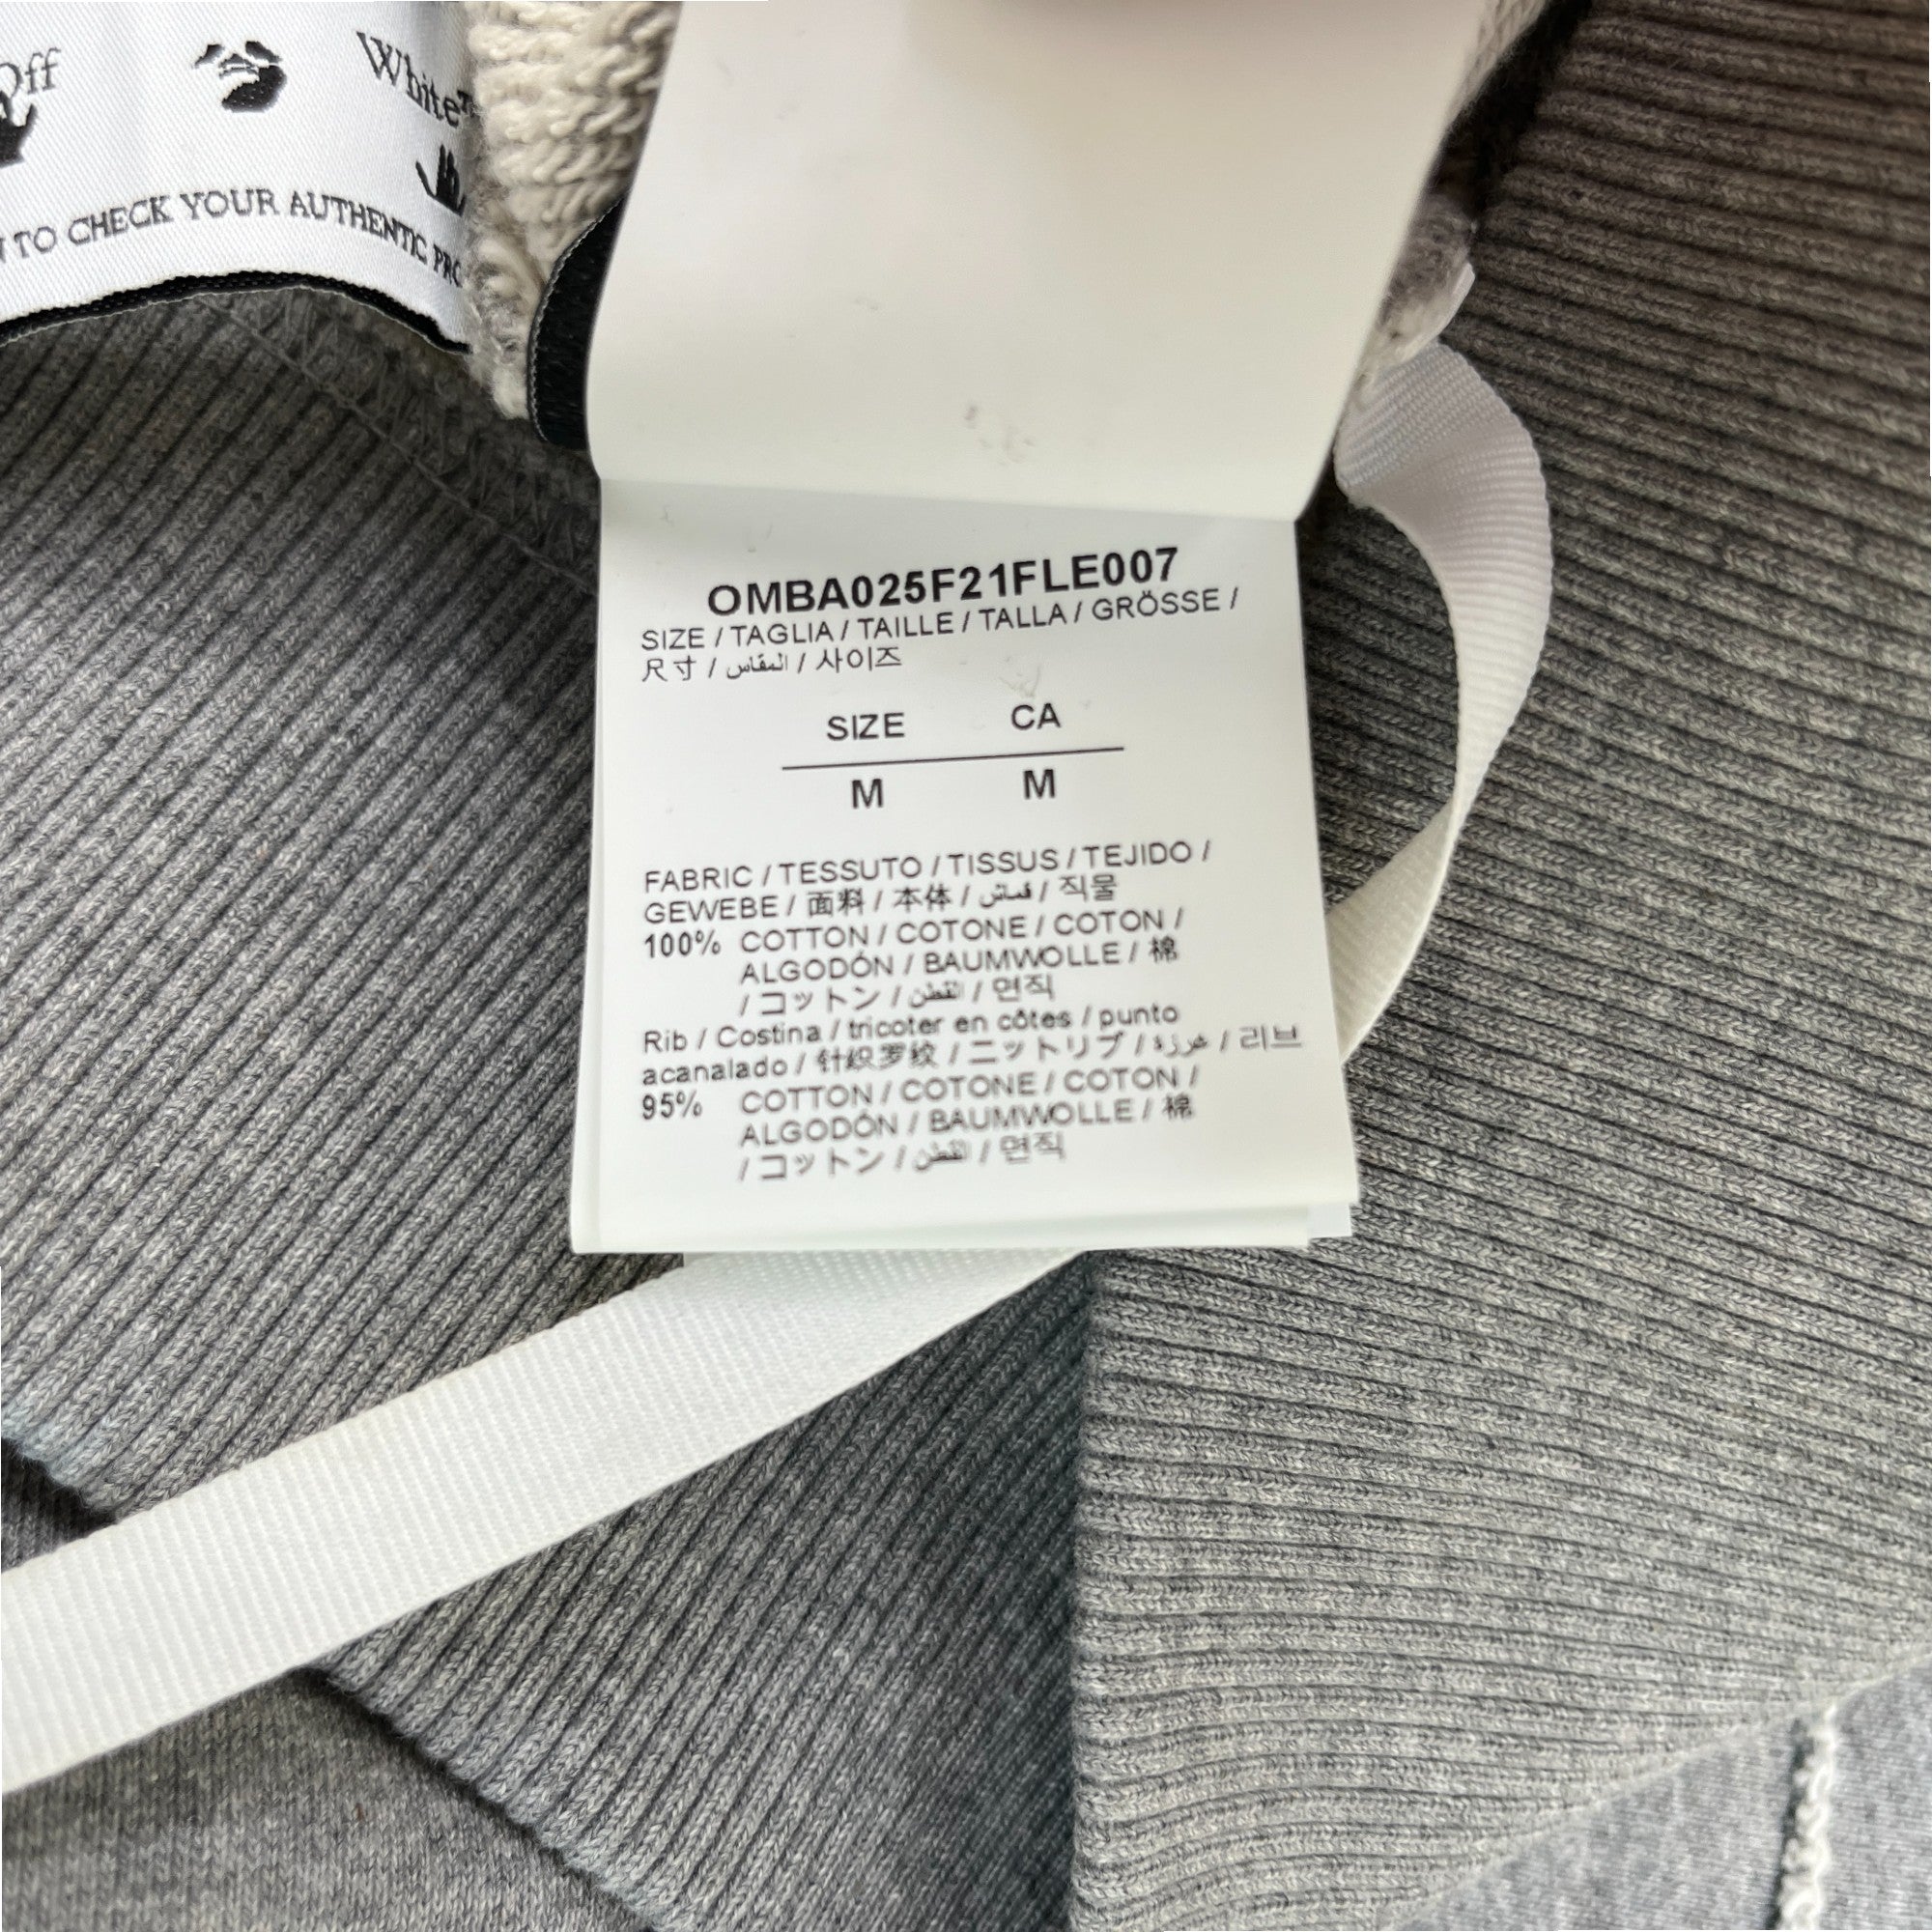 Off White™
TO CHECK YOUR AUTHENTIC
OMBA025F21FLE007
SIZE / TAGLIA / TAILLE / TALLA / GRÖSSE /
尺寸 / المقاس / 사이즈
SIZE CA
M M
FABRIC / TESSUTO / TISSUS / TEJIDO /
GEWEBE / 面料 / 本体 / قماش / 직물
100% COTTON / COTONE / COTON /
ALGODÓN / BAUMWOLLE / 棉
/ コットン / القطن / 면직
Rib / Costina / tricoter en côtes / punto
acanalado / 针织罗纹 / ニットリブ / غرزة / 리브
95% COTTON / COTONE / COTON /
ALGODÓN / BAUMWOLLE / 棉
/ コットン / القطن / 면직